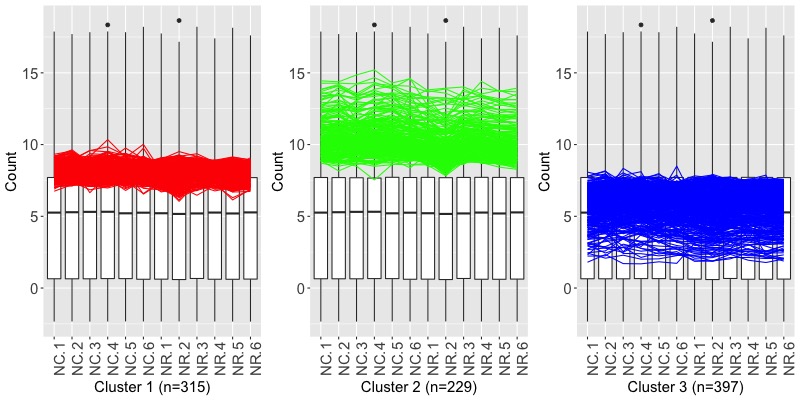 Count
15
10
5
0
NC.1
NC.2
NC.3
NC.4
NC.5
NC.6
NR.1
NR.2
NR.3
NR.4
NR.5
NR.6
Cluster 1 (n=315)
Count
15
10
5
0
NC.1
NC.2
NC.3
NC.4
NC.5
NC.6
NR.1
NR.2
NR.3
NR.4
NR.5
NR.6
Cluster 2 (n=229)
Count
15
10
5
0
NC.1
NC.2
NC.3
NC.4
NC.5
NC.6
NR.1
NR.2
NR.3
NR.4
NR.5
NR.6
Cluster 3 (n=397)